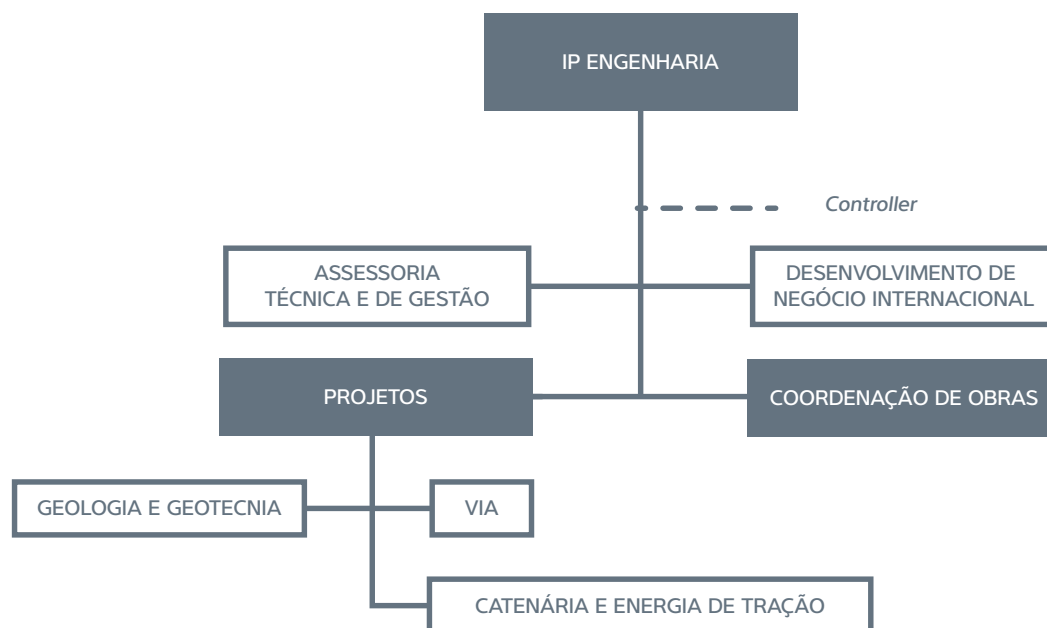 IP ENGENHARIA
Controller
ASSESSORIA
TÉCNICA E DE GESTÃO
DESENVOLVIMENTO DE
NEGÓCIO INTERNACIONAL
PROJETOS
COORDENAÇÃO DE OBRAS
GEOLOGIA E GEOTECNIA
VIA
CATENÁRIA E ENERGIA DE TRAÇÃO